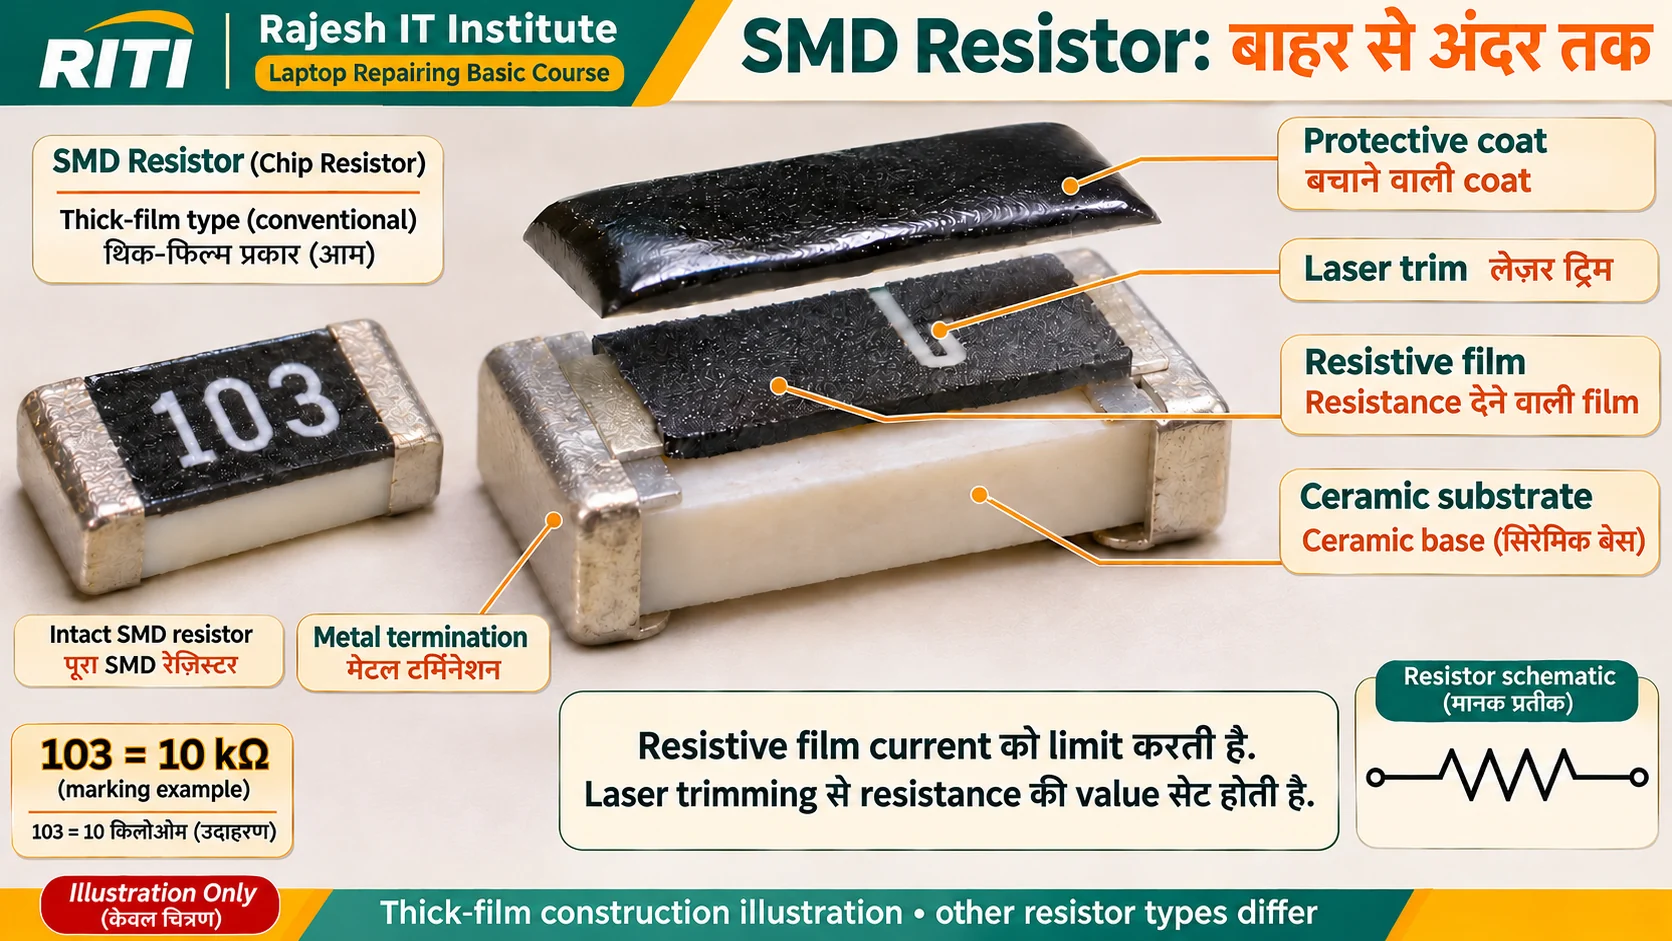 RITI
Rajesh IT Institute
Laptop Repairing Basic Course
SMD Resistor: बाहर से अंदर तक
SMD Resistor (Chip Resistor)
Thick-film type (conventional)
थिक-फिल्म प्रकार (आम)
Protective coat
बचाने वाली coat
Laser trim लेज़र ट्रिम
Resistive film
Resistance देने वाली film
Ceramic substrate
Ceramic base (सिरेमिक बेस)
103
Intact SMD resistor
पूरा SMD रेज़िस्टर
Metal termination
मेटल टर्मिनेशन
103 = 10 kΩ
(marking example)
103 = 10 किलोओम (उदाहरण)
Resistive film current को limit करती है.
Laser trimming से resistance की value सेट होती है.
Resistor schematic
(मानक प्रतीक)
Illustration Only
(केवल चित्रण)
Thick-film construction illustration • other resistor types differ